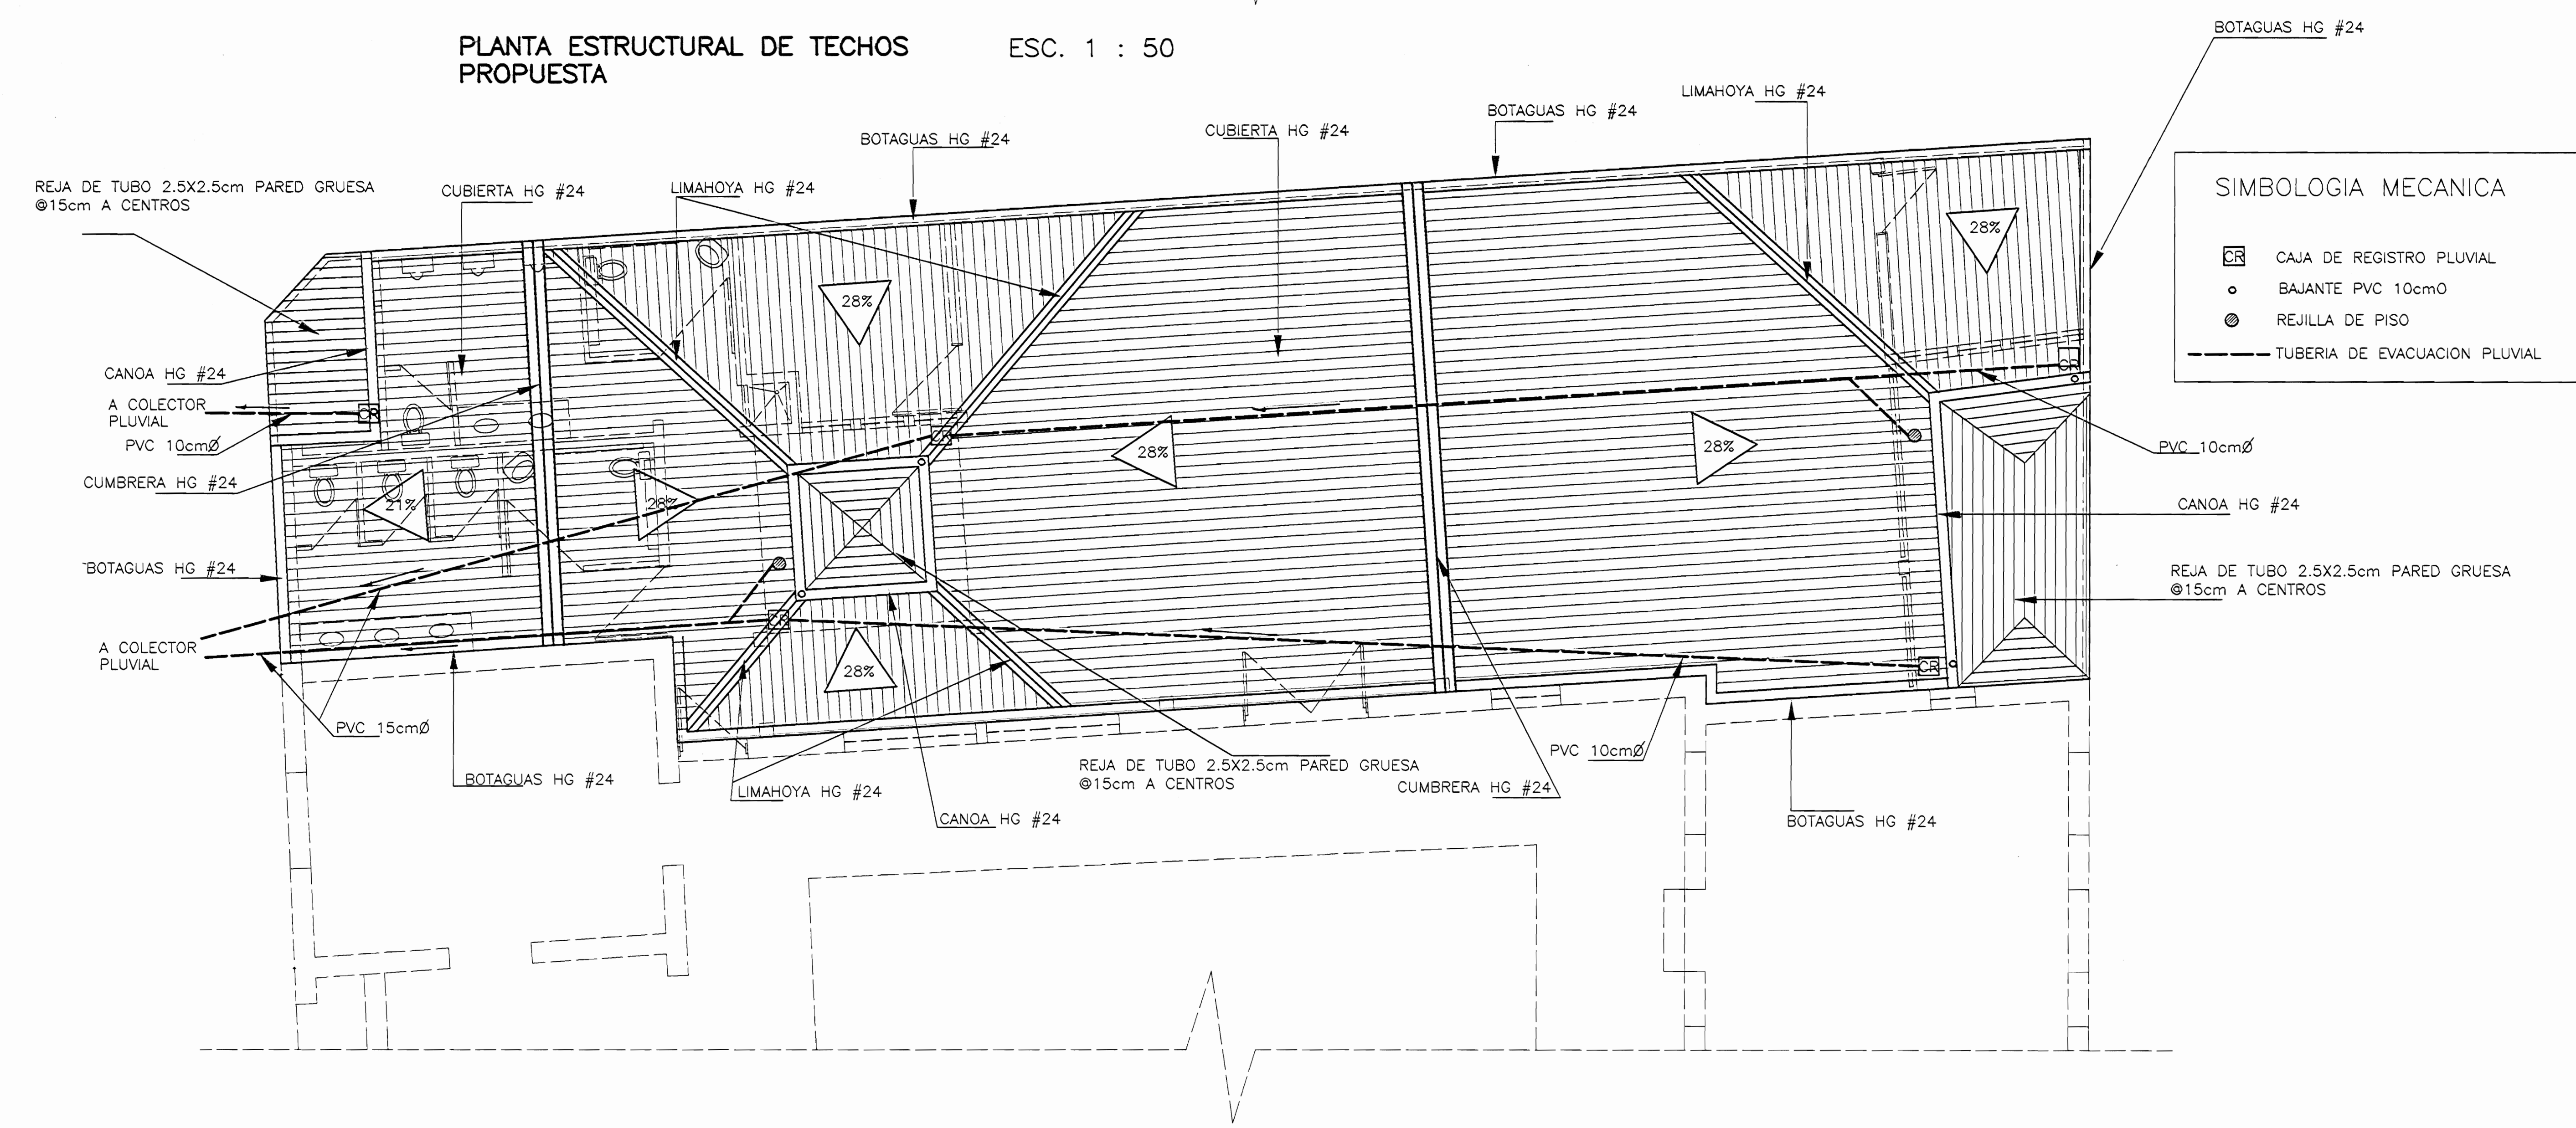 PLANTA ESTRUCTURAL DE TECHOS
PROPUESTA
ESC. 1 : 50
BOTAGUAS HG #24
LIMAHOYA HG #24
BOTAGUAS HG #24
CUBIERTA HG #24
BOTAGUAS HG #24
REJA DE TUBO 2.5X2.5cm PARED GRUESA
@15cm A CENTROS
CUBIERTA HG #24
LIMAHOYA HG #24
SIMBOLOGIA MECANICA
CR
CAJA DE REGISTRO PLUVIAL
BAJANTE PVC 10cmO
REJILLA DE PISO
TUBERIA DE EVACUACION PLUVIAL
28%
28%
CANOA HG #24
CR
A COLECTOR
PLUVIAL
CR
PVC 10cmØ
CUMBRERA HG #24
CR
28%
28%
PVC 10cmØ
21%
28%
CANOA HG #24
BOTAGUAS HG #24
REJA DE TUBO 2.5X2.5cm PARED GRUESA
@15cm A CENTROS
A COLECTOR
PLUVIAL
CR
28%
CR
PVC 15cmØ
BOTAGUAS HG #24
LIMAHOYA HG #24
CANOA HG #24
REJA DE TUBO 2.5X2.5cm PARED GRUESA
@15cm A CENTROS
CUMBRERA HG #24
PVC 10cmØ
BOTAGUAS HG #24